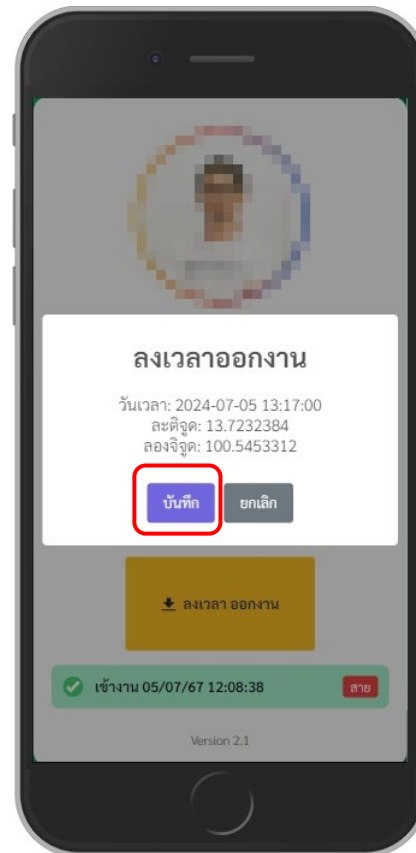 ลงเวลาออกงาน
วันเวลา: 2024-07-05 13:17:00
ละติจูด: 13.7232384
ลองจิจูด: 100.5453312
บันทึก ยกเลิก
ลงเวลา ออกงาน
เข้างาน 05/07/67 12:08:38 สาย
Version 2.1